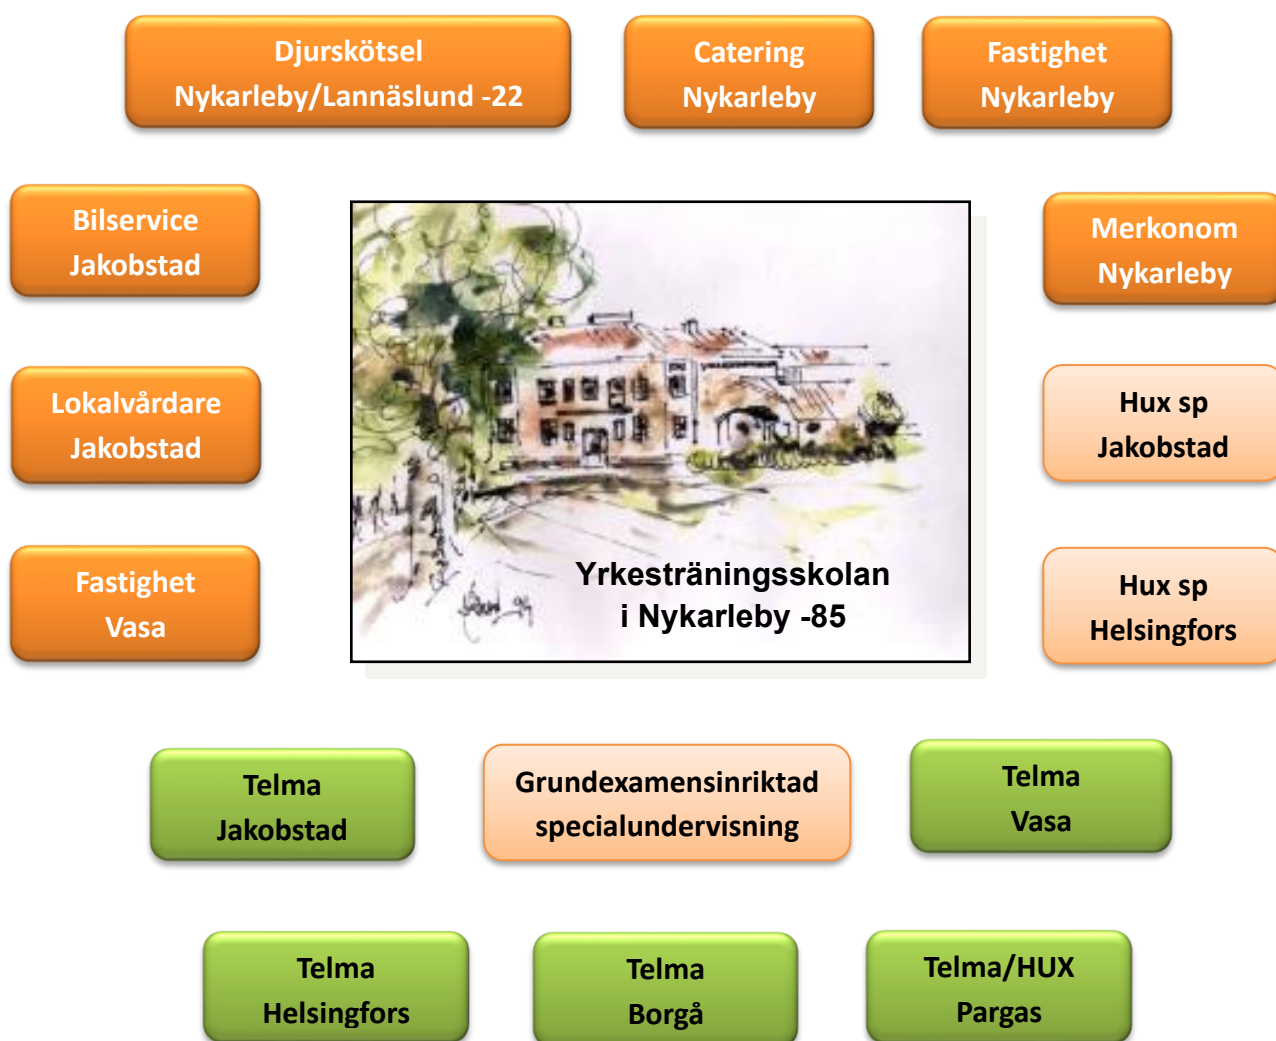 Djurskötsel
Nykarleby/Lannäslund -22
Catering
Nykarleby
Fastighet
Nykarleby
Bilservice
Jakobstad
Merkonom
Nykarleby
Lokalvårdare
Jakobstad
Hux sp
Jakobstad
Fastighet
Vasa
Yrkesträningsskolan
i Nykarleby -85
Hux sp
Helsingfors
Telma
Jakobstad
Grundexamensinriktad
specialundervisning
Telma
Vasa
Telma
Helsingfors
Telma
Borgå
Telma/HUX
Pargas